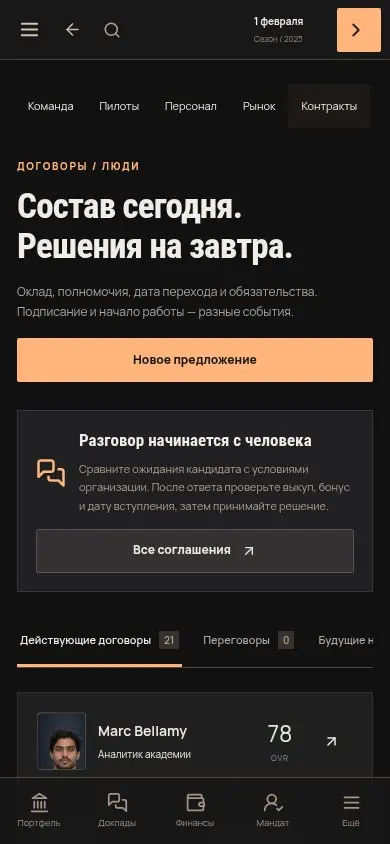 1 февраля
Сезон / 2025
Команда Пилоты Персонал Рынок Контракты
ДОГОВОРЫ / ЛЮДИ
Состав сегодня.
Решения на завтра.
Оклад, полномочия, дата перехода и обязательства.
Подписание и начало работы — разные события.
Новое предложение
Разговор начинается с человека
Сравните ожидания кандидата с условиями
организации. После ответа проверьте выкуп, бонус
и дату вступления, затем принимайте решение.
Все соглашения
Действующие договоры 21 Переговоры 0 Будущие н
Marc Bellamy
Аналитик академии
78
OVR
Портфель Доклады Финансы Мандат Ещё